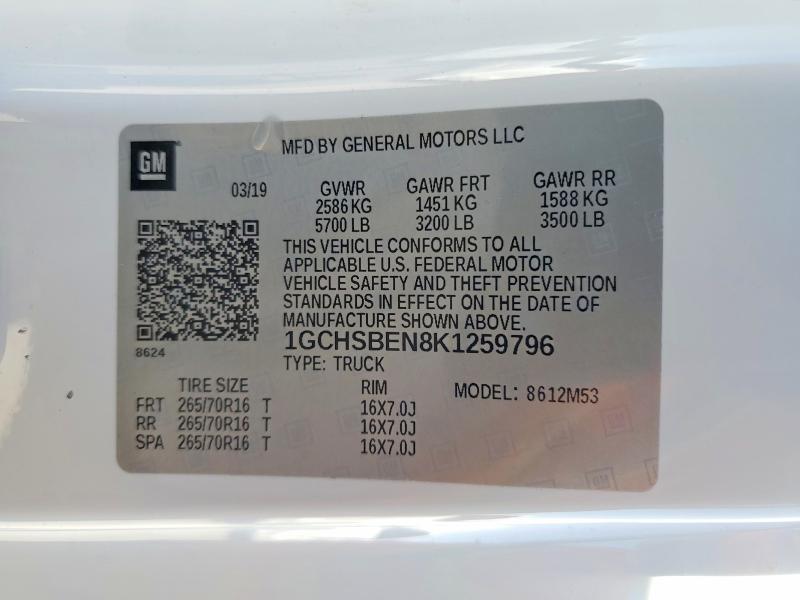 GM
MFD BY GENERAL MOTORS LLC
03/19 GVWR GAWR FRT GAWR RR
2586 KG 1451 KG 1588 KG
5700 LB 3200 LB 3500 LB
THIS VEHICLE CONFORMS TO ALL
APPLICABLE U.S. FEDERAL MOTOR
VEHICLE SAFETY AND THEFT PREVENTION
STANDARDS IN EFFECT ON THE DATE OF
MANUFACTURE SHOWN ABOVE.
1GCHSBEN8K1259796
8624
TYPE: TRUCK
TIRE SIZE RIM MODEL: 8612M53
FRT 265/70R16 T 16X7.0J
RR 265/70R16 T 16X7.0J
SPA 265/70R16 T 16X7.0J
GM